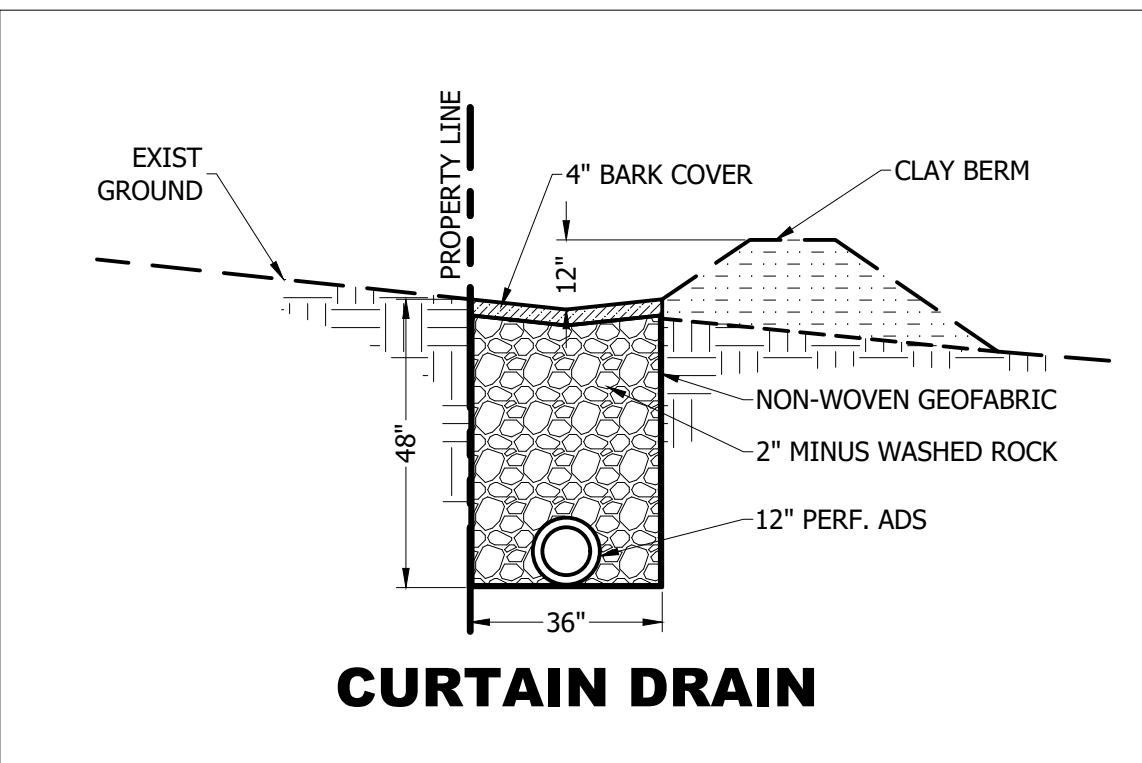 EXIST
GROUND
PROPERTY LINE
4" BARK COVER
CLAY BERM
12"
48"
NON-WOVEN GEOFABRIC
2" MINUS WASHED ROCK
12" PERF. ADS
36"
CURTAIN DRAIN